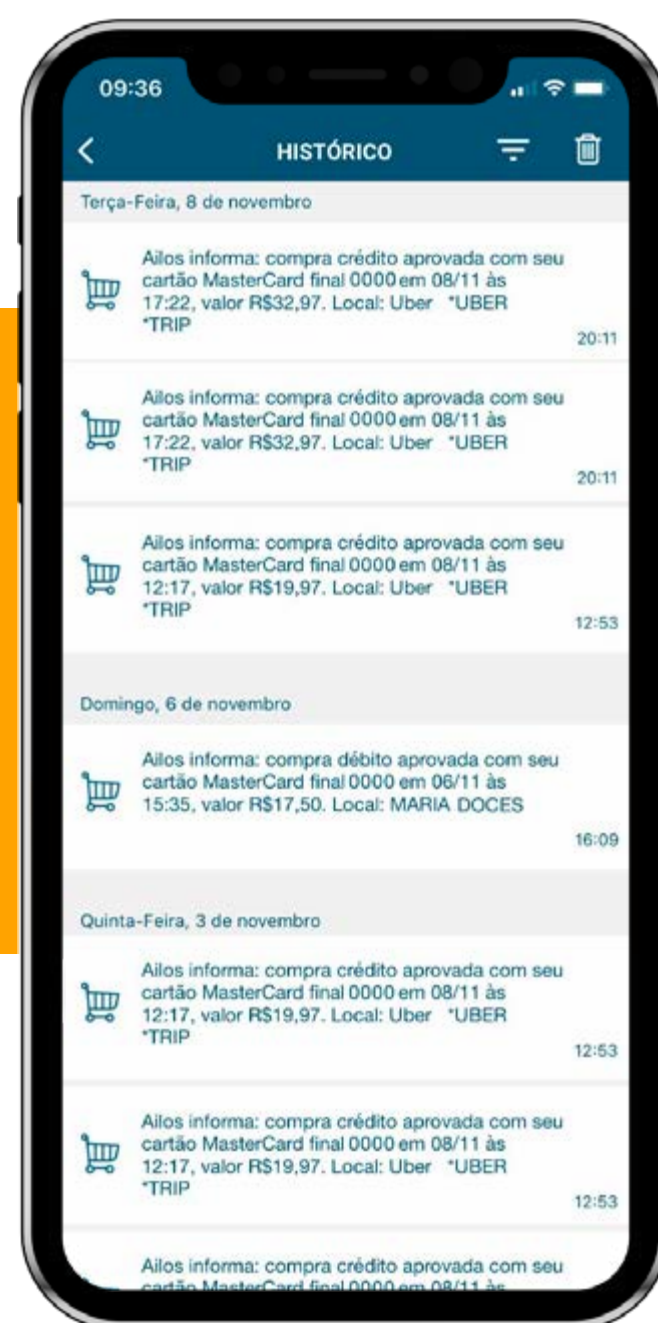 09:36
HISTÓRICO
Terça-Feira, 8 de novembro
Ailos informa: compra crédito aprovada com seu
cartão MasterCard final 0000 em 08/11 às
17:22, valor R$32,97. Local: Uber *UBER
*TRIP
20:11
Ailos informa: compra crédito aprovada com seu
cartão MasterCard final 0000 em 08/11 às
17:22, valor R$32,97. Local: Uber *UBER
*TRIP
20:11
Ailos informa: compra crédito aprovada com seu
cartão MasterCard final 0000 em 08/11 às
12:17, valor R$19,97. Local: Uber *UBER
*TRIP
12:53
Domingo, 6 de novembro
Ailos informa: compra débito aprovada com seu
cartão MasterCard final 0000 em 06/11 às
15:35, valor R$17,50. Local: MARIA DOCES
16:09
Quinta-Feira, 3 de novembro
Ailos informa: compra crédito aprovada com seu
cartão MasterCard final 0000 em 08/11 às
12:17, valor R$19,97. Local: Uber *UBER
*TRIP
12:53
Ailos informa: compra crédito aprovada com seu
cartão MasterCard final 0000 em 08/11 às
12:17, valor R$19,97. Local: Uber *UBER
*TRIP
12:53
Ailos informa: compra crédito aprovada com seu
cartão MasterCard final 0000 em 08/11 às